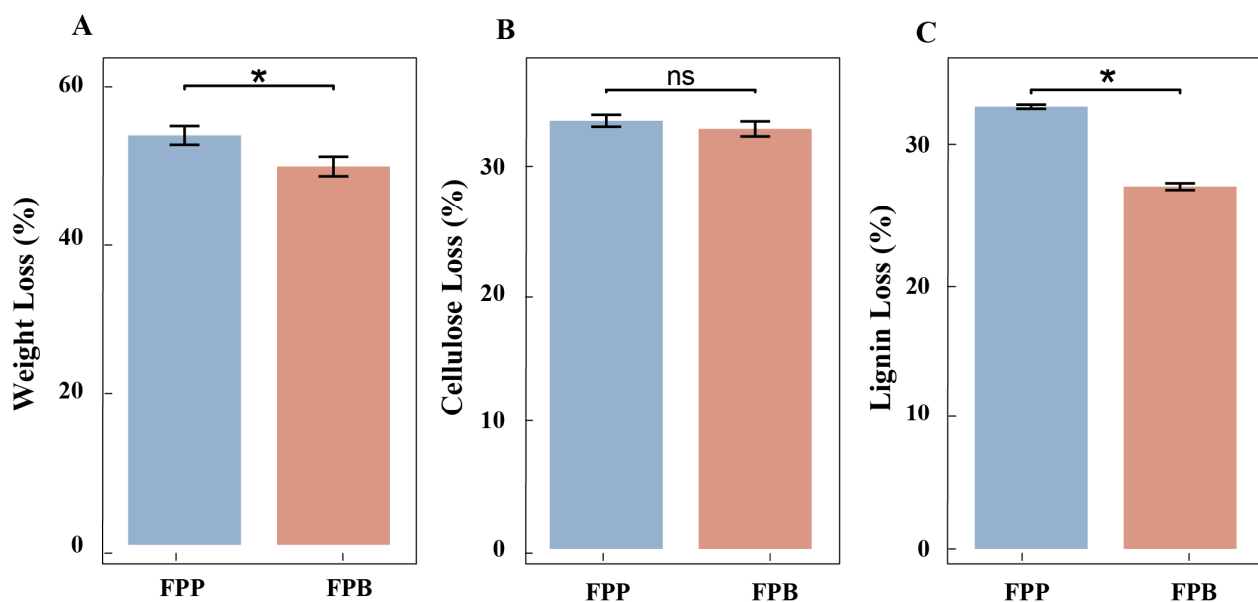 A
Weight Loss (%)
60
40
20
0
*
FPP
FPB
B
Cellulose Loss (%)
30
20
10
0
ns
FPP
FPB
C
Lignin Loss (%)
30
20
10
0
*
FPP
FPB